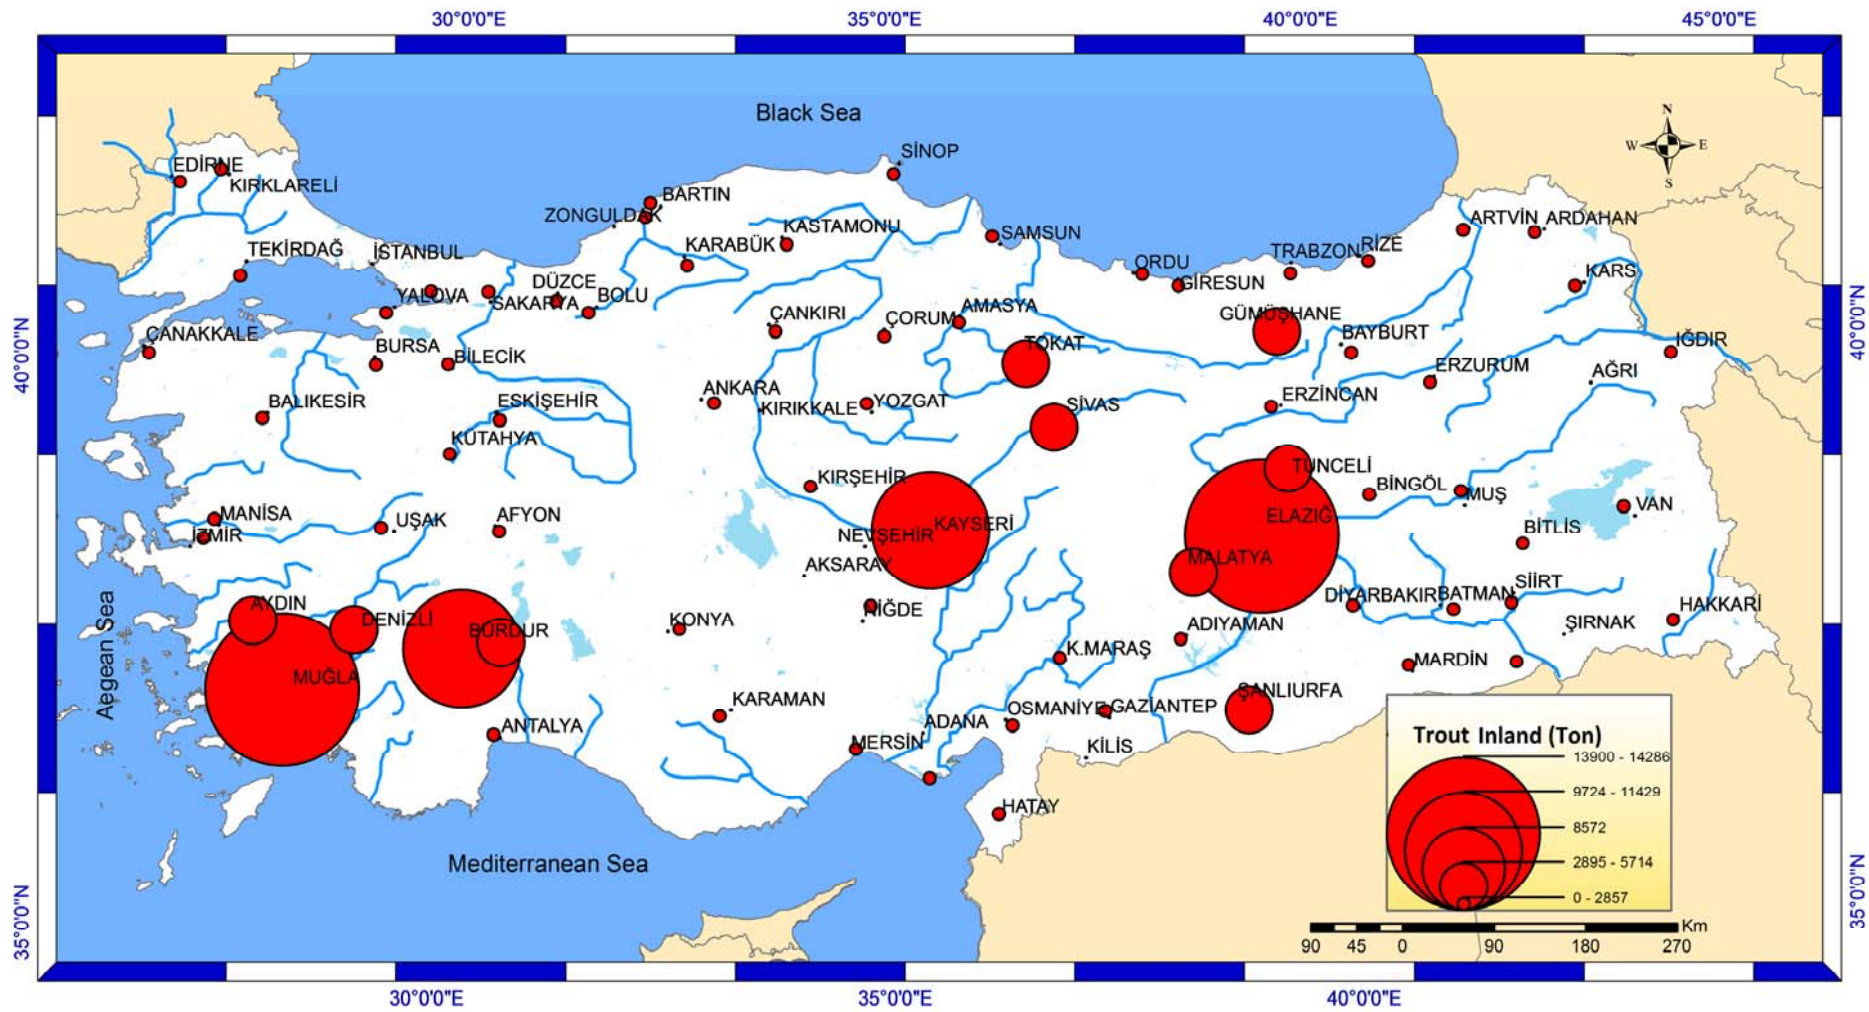 30°0'0"E 35°0'0"E 40°0'0"E 45°0'0"E
Black Sea
N
W E
S
SİNOP
EDİRNE
KIRKLARELİ
BARTIN
ZONGULDAK
KASTAMONU
ARTVİN ARDAHAN
SAMSUN
KARABÜK
TEKİRDAĞ İSTANBUL
TRABZON RİZE
ORDU
KARS
DÜZCE
GİRESUN
YALOVA SAKARYA BOLU
AMASYA
ÇANKIRI ÇORUM
GÜMÜŞHANE
ÇANAKKALE
BAYBURT
IĞDIR
BURSA
TOKAT
BİLECİK
ERZURUM
AĞRI
ANKARA
ERZİNCAN
BALIKESİR ESKİŞEHİR
KIRIKKALE YOZGAT
SİVAS
KÜTAHYA
TUNCELİ
KIRŞEHİR
BİNGÖL
MUŞ
VAN
MANİSA
UŞAK AFYON
KAYSERİ
ELAZIĞ
BİTLİS
İZMİR
NEVŞEHİR
MALATYA
AKSARAY
SİİRT
DİYARBAKIR BATMAN
AYDIN
NİĞDE
HAKKARİ
DENİZLİ
BURDUR
KONYA
ADIYAMAN
ŞIRNAK
K.MARAŞ
MARDİN
MUĞLA
ŞANLIURFA
KARAMAN
OSMANİYE GAZİANTEP
ANTALYA
ADANA
MERSİN
KİLİS
HATAY
Aegean Sea
Mediterranean Sea
Trout Inland (Ton)
13900 - 14286
9724 - 11429
8572
2895 - 5714
0 - 2857
Km
90 45 0 90 180 270
40°0'0"N
35°0'0"N
40°0'0"N
35°0'0"N
30°0'0"E 35°0'0"E 40°0'0"E